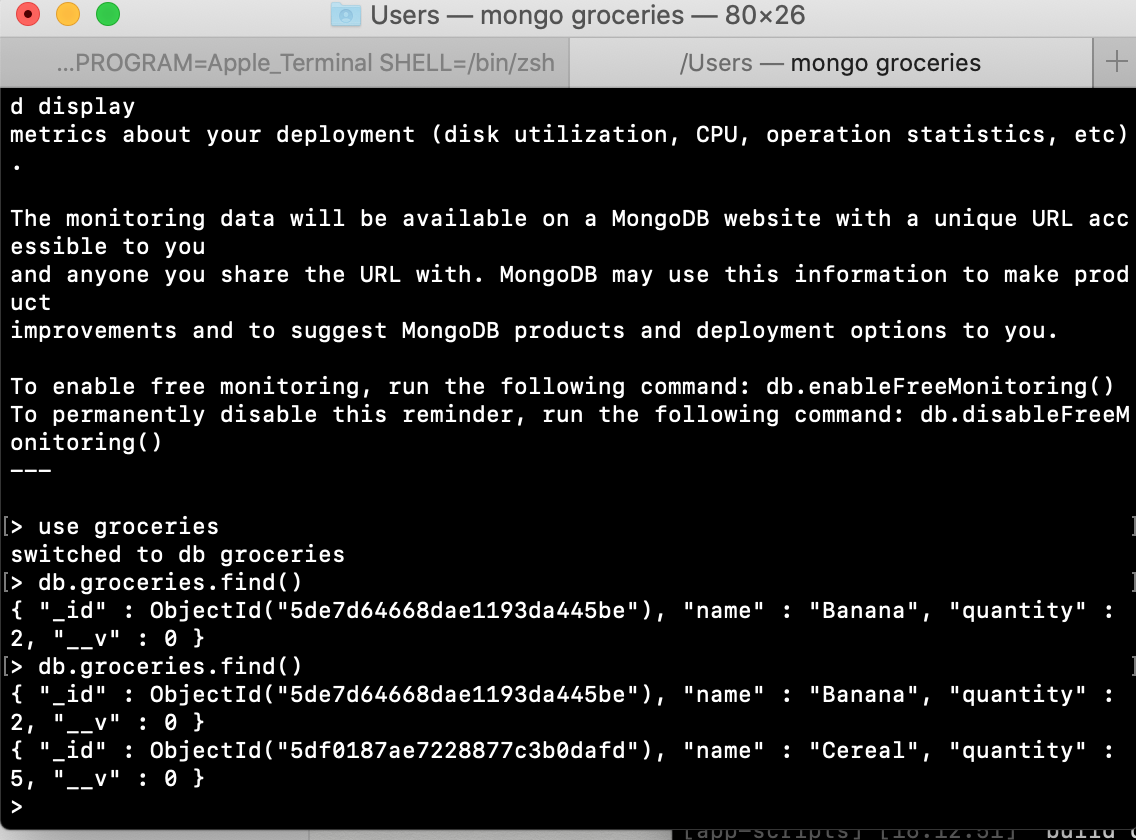 Users — mongo groceries — 80×26
...PROGRAM=Apple_Terminal SHELL=/bin/zsh
/Users — mongo groceries
+
d display
metrics about your deployment (disk utilization, CPU, operation statistics, etc)
.
The monitoring data will be available on a MongoDB website with a unique URL acc
essible to you
and anyone you share the URL with. MongoDB may use this information to make prod
uct
improvements and to suggest MongoDB products and deployment options to you.
To enable free monitoring, run the following command: db.enableFreeMonitoring()
To permanently disable this reminder, run the following command: db.disableFreeM
onitoring()
---
[> use groceries ]
switched to db groceries
[> db.groceries.find() ]
{ "_id" : ObjectId("5de7d64668dae1193da445be"), "name" : "Banana", "quantity" :
2, "__v" : 0 }
[> db.groceries.find() ]
{ "_id" : ObjectId("5de7d64668dae1193da445be"), "name" : "Banana", "quantity" :
2, "__v" : 0 }
{ "_id" : ObjectId("5df0187ae7228877c3b0dafd"), "name" : "Cereal", "quantity" :
5, "__v" : 0 }
>
[app-scripts] [16:12:51] build